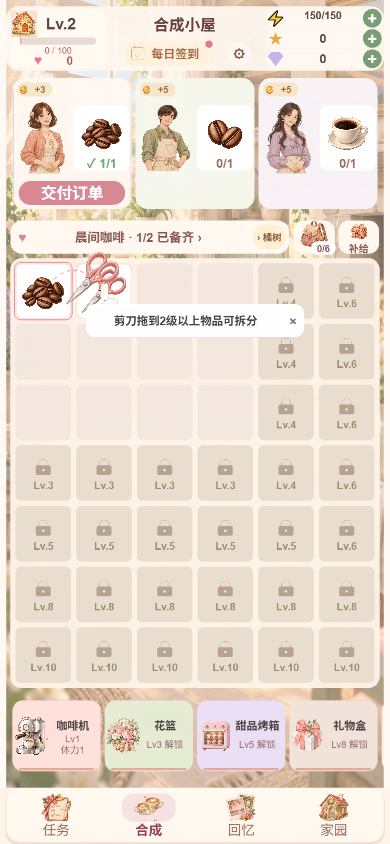 Lv.2
0 / 100
♥ 0
合成小屋
每日签到
150/150
0
0
+3
✓ 1/1
交付订单
+5
0/1
+5
0/1
♥ 晨间咖啡 · 1/2 已备齐 ›
› 橘树
0/6
补给
Lv.4 Lv.6
剪刀拖到2级以上物品可拆分 ×
Lv.4 Lv.6
Lv.4 Lv.6
Lv.3 Lv.3 Lv.3 Lv.3 Lv.4 Lv.6
Lv.5 Lv.5 Lv.5 Lv.5 Lv.5 Lv.6
Lv.8 Lv.8 Lv.8 Lv.8 Lv.8 Lv.8
Lv.10 Lv.10 Lv.10 Lv.10 Lv.10 Lv.10
咖啡机
Lv1
体力1
花篮
Lv3 解锁
甜品烤箱
Lv5 解锁
礼物盒
Lv8 解锁
任务 合成 回忆 家园